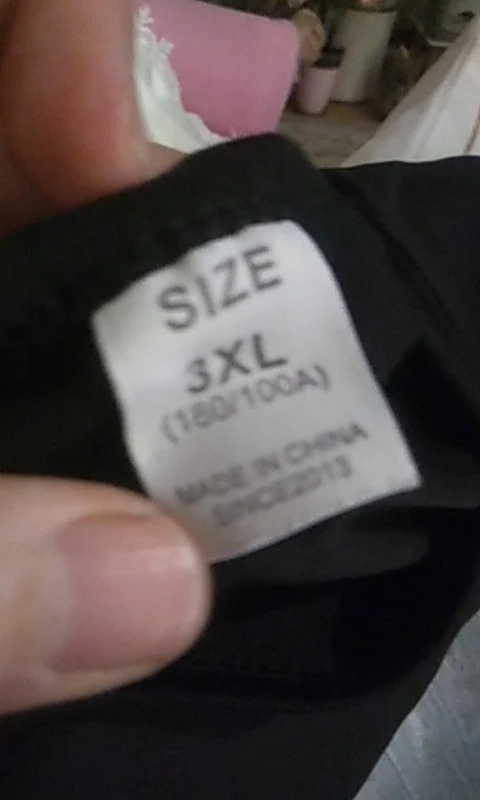 SIZE
3XL
(180/100A)
MADE IN CHINA
SINCE2013